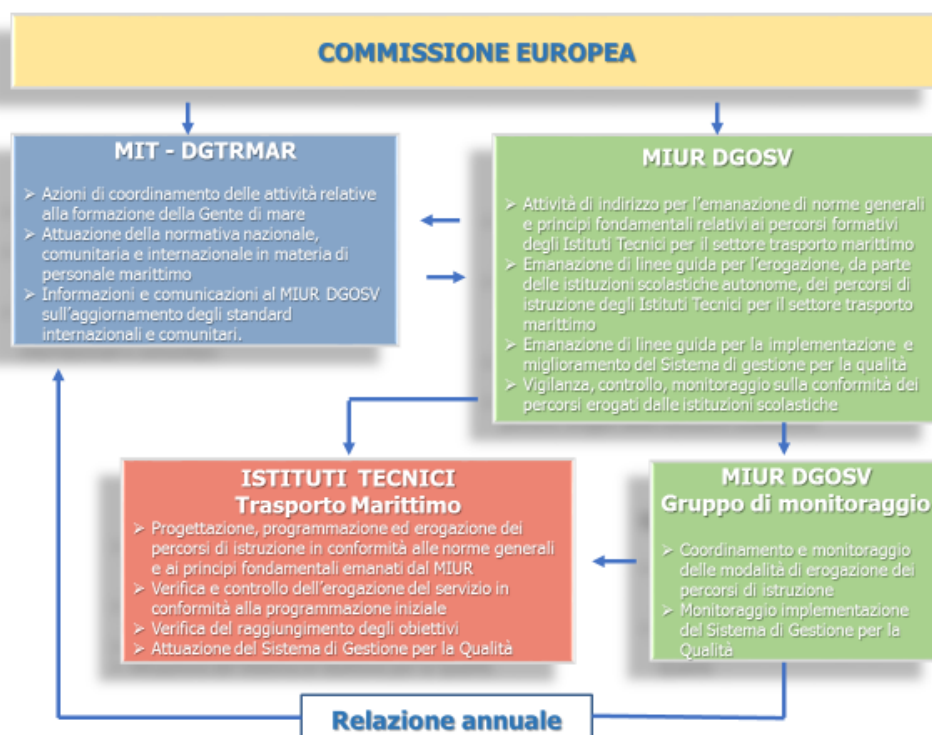 COMMISSIONE EUROPEA
MIT - DGTRMAR
➢ Azioni di coordinamento delle attività relative
alla formazione della Gente di mare
➢ Attuazione della normativa nazionale,
comunitaria e internazionale in materia di
personale marittimo
➢ Informazioni e comunicazioni al MIUR DGOSV
sull'aggiornamento degli standard
internazionali e comunitari.
MIUR DGOSV
➢ Attività di indirizzo per l'emanazione di norme generali
e principi fondamentali relativi ai percorsi formativi
degli Istituti Tecnici per il settore trasporto marittimo
➢ Emanazione di linee guida per l'erogazione, da parte
delle istituzioni scolastiche autonome, dei percorsi di
istruzione degli Istituti Tecnici per il settore trasporto
marittimo
➢ Emanazione di linee guida per la implementazione e
miglioramento del Sistema di gestione per la qualità
➢ Vigilanza, controllo, monitoraggio sulla conformità dei
percorsi erogati dalle istituzioni scolastiche
ISTITUTI TECNICI
Trasporto Marittimo
➢ Progettazione, programmazione ed erogazione dei
percorsi di istruzione in conformità alle norme generali
e ai principi fondamentali emanati dal MIUR
➢ Verifica e controllo dell'erogazione del servizio in
conformità alla programmazione iniziale
➢ Verifica del raggiungimento degli obiettivi
➢ Attuazione del Sistema di Gestione per la Qualità
MIUR DGOSV
Gruppo di monitoraggio
➢ Coordinamento e monitoraggio
delle modalità di erogazione dei
percorsi di istruzione
➢ Monitoraggio implementazione
del Sistema di Gestione per la
Qualità
Relazione annuale